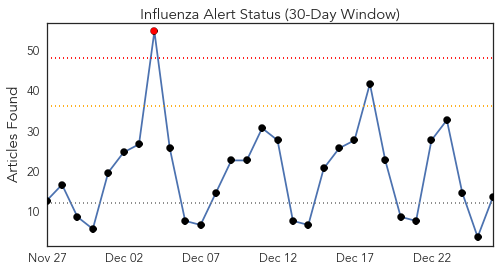 Influenza Alert Status (30-Day Window)
Articles Found
50
40
30
20
10
Nov 27 Dec 02 Dec 07 Dec 12 Dec 17 Dec 22